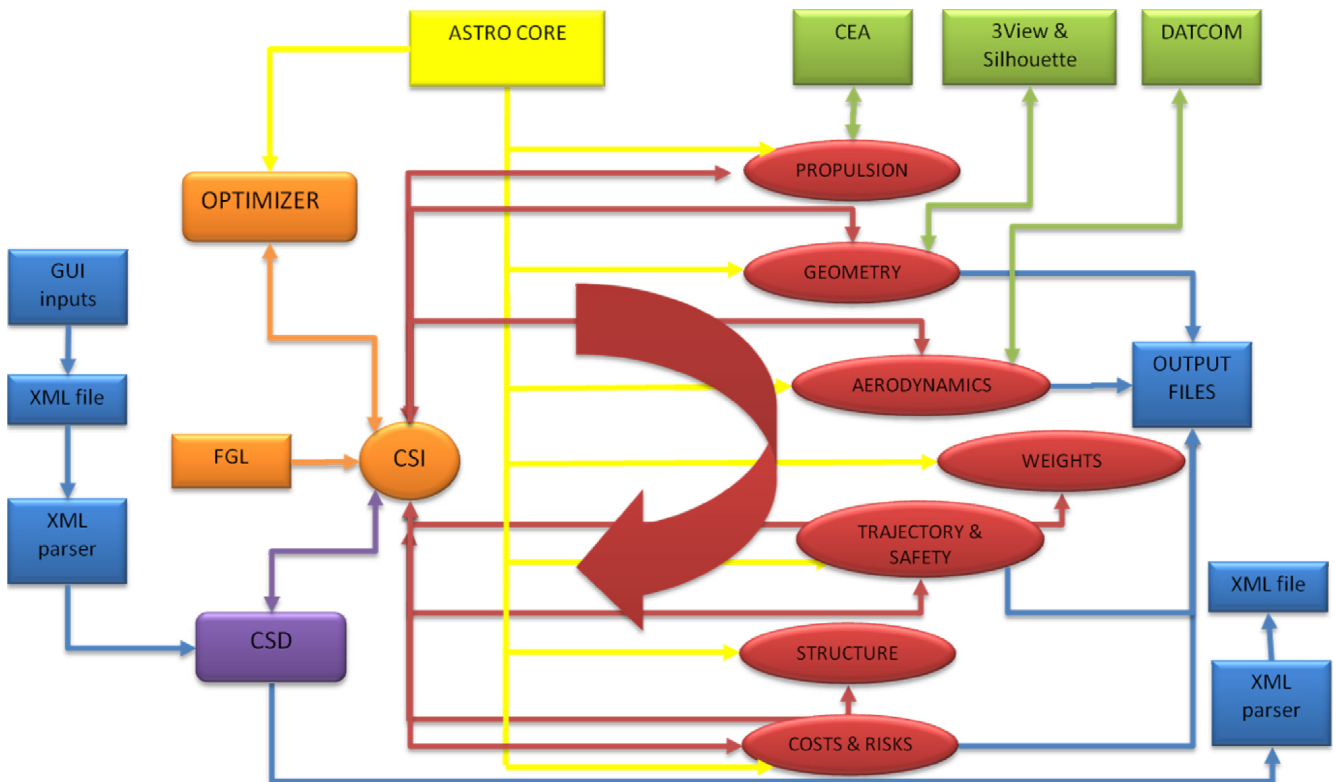 ASTRO CORE
CEA
3View &
Silhouette
DATCOM
PROPULSION
OPTIMIZER
GUI
inputs
GEOMETRY
XML file
AERODYNAMICS
OUTPUT
FILES
FGL
CSI
WEIGHTS
XML
parser
TRAJECTORY &
SAFETY
XML file
CSD
STRUCTURE
XML
parser
COSTS & RISKS